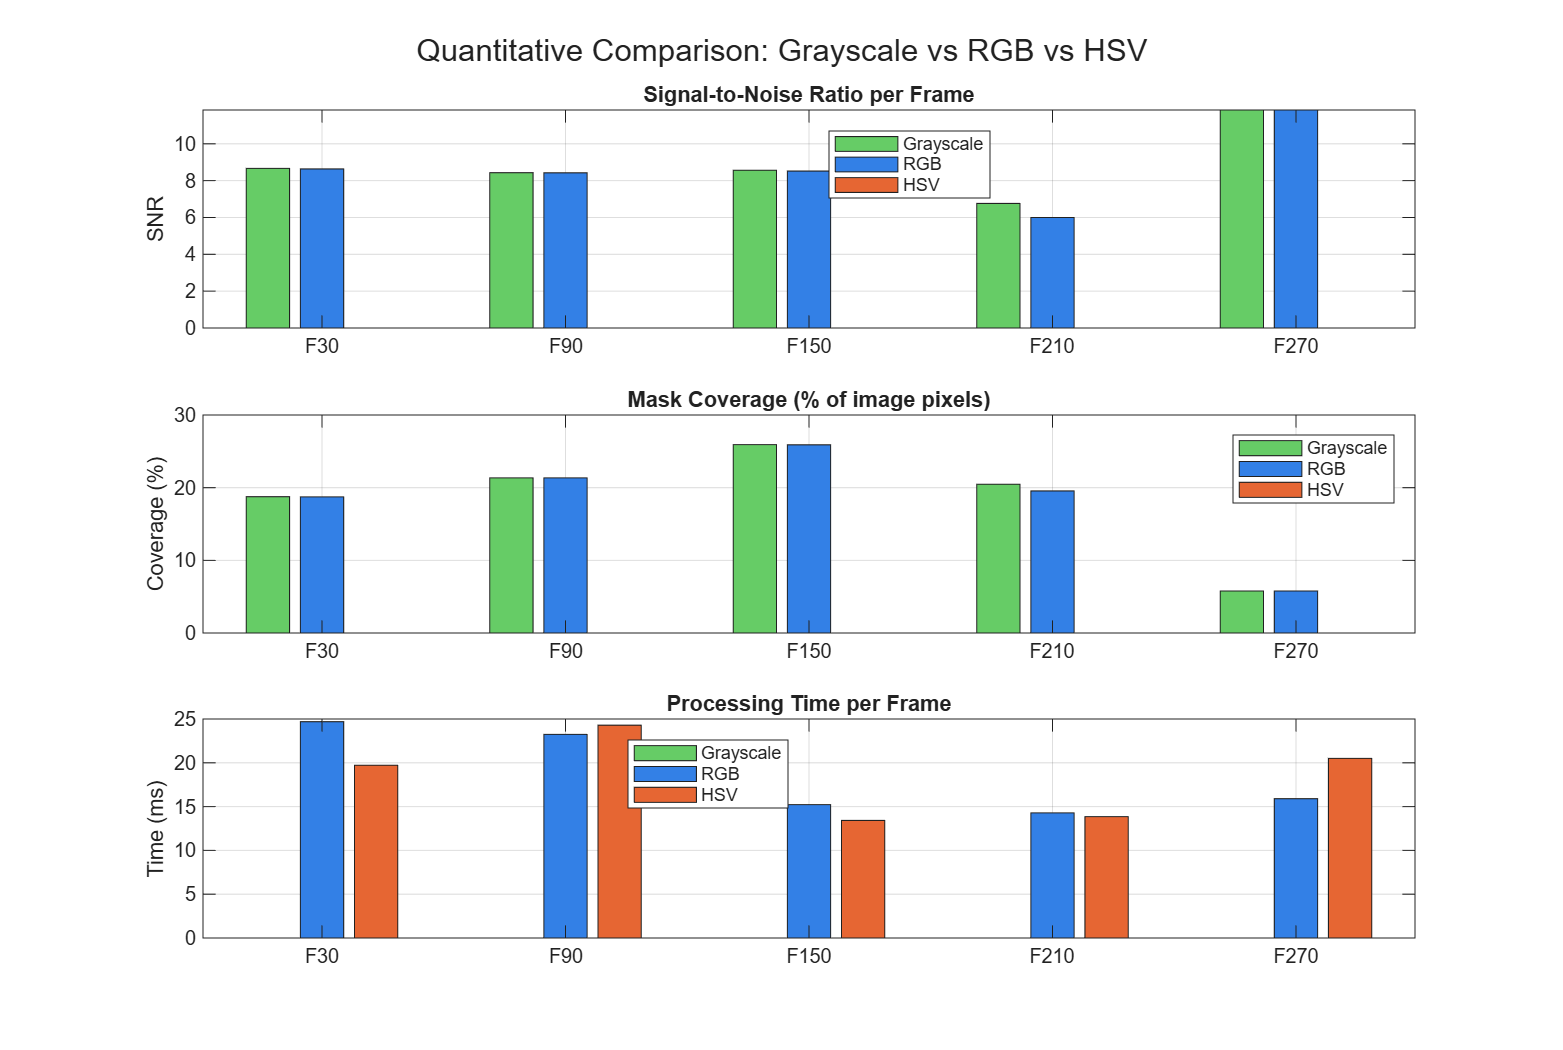 Quantitative Comparison: Grayscale vs RGB vs HSV
Signal-to-Noise Ratio per Frame
SNR
10
8
6
4
2
0
Grayscale
RGB
HSV
F30 F90 F150 F210 F270
Mask Coverage (% of image pixels)
Coverage (%)
30
20
10
0
Grayscale
RGB
HSV
F30 F90 F150 F210 F270
Processing Time per Frame
Time (ms)
25
20
15
10
5
0
Grayscale
RGB
HSV
F30 F90 F150 F210 F270